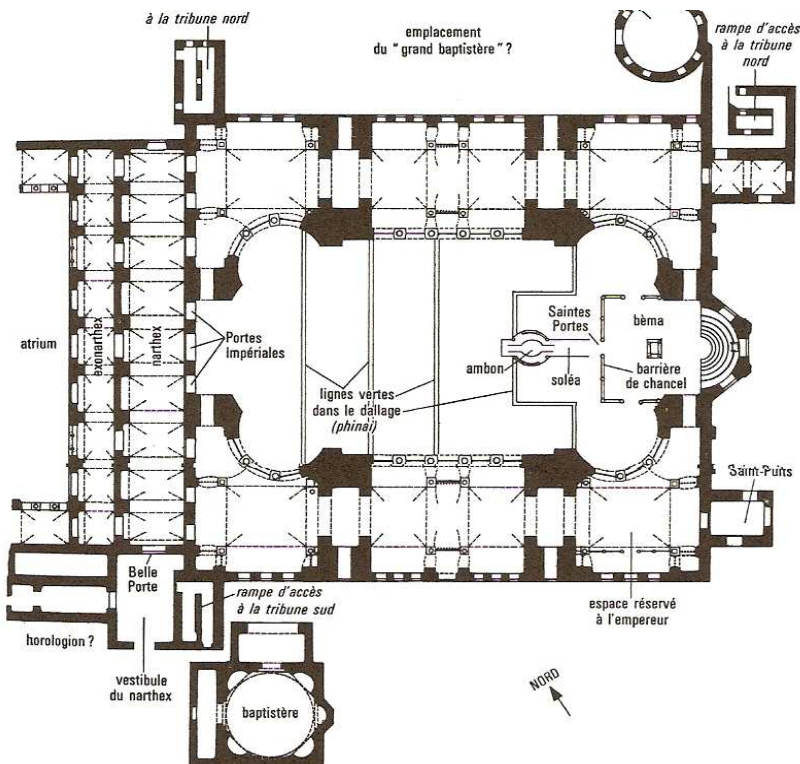 à la tribune nord
emplacement
du "grand baptistère"?
rampe d'accès
à la tribune
nord
atrium
exonarthex
narthex
Portes
Impériales
lignes vertes
dans le dallage
(phinai)
ambon
soléa
Saintes
Portes
bèma
barrière
de chancel
Saint-Puits
Belle
Porte
rampe d'accès
à la tribune sud
espace réservé
à l'empereur
horologion ?
vestibule
du narthex
baptistère
NORD